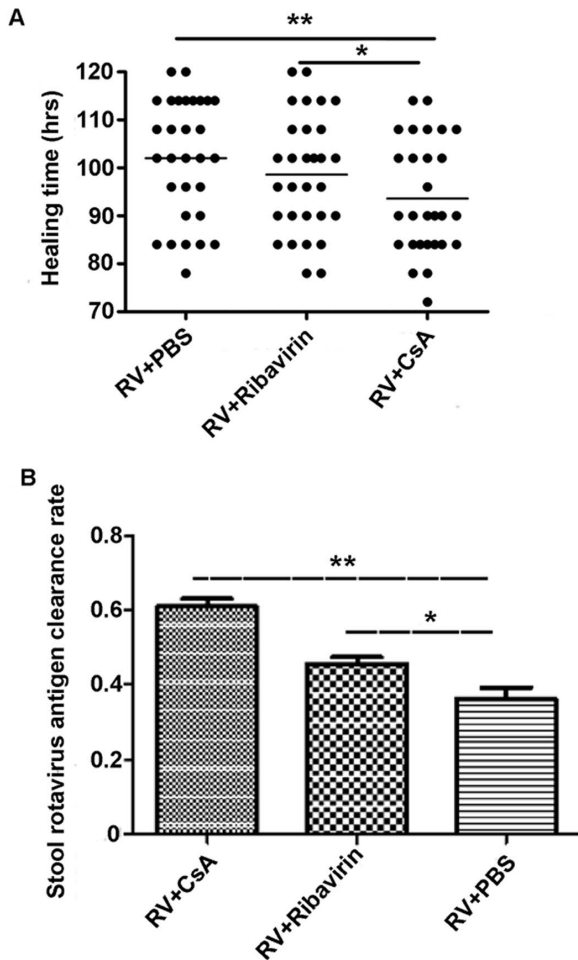 A
**
*
Healing time (hrs)
120
110
100
90
80
70
RV+PBS
RV+Ribavirin
RV+CsA
B
Stool rotavirus antigen clearance rate
0.8
0.6
0.4
0.2
0
**
*
RV+CsA
RV+Ribavirin
RV+PBS